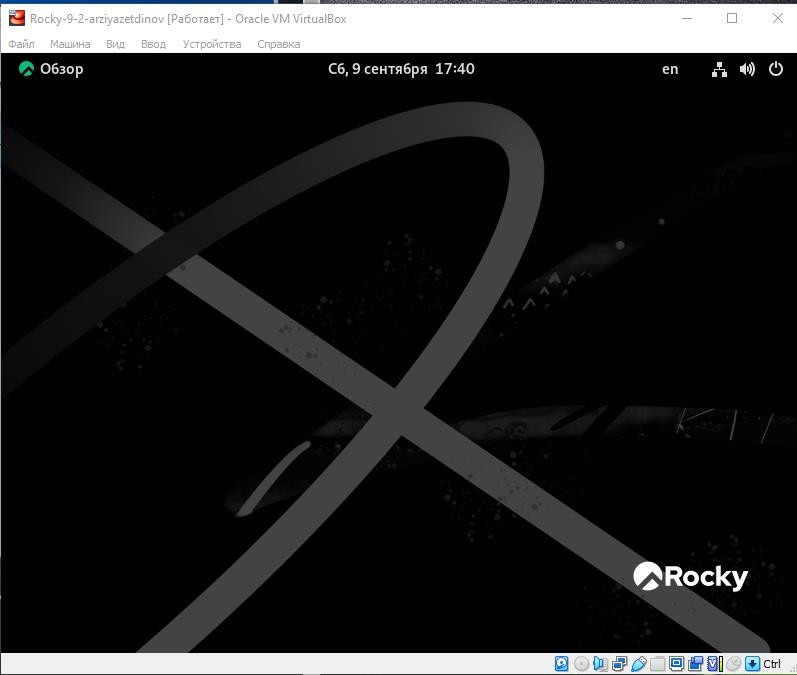 Rocky-9-2-arziyazetdinov [Работает] - Oracle VM VirtualBox
Файл Машина Вид Ввод Устройства Справка
Обзор Сб, 9 сентября 17:40 en
Rocky
Ctrl